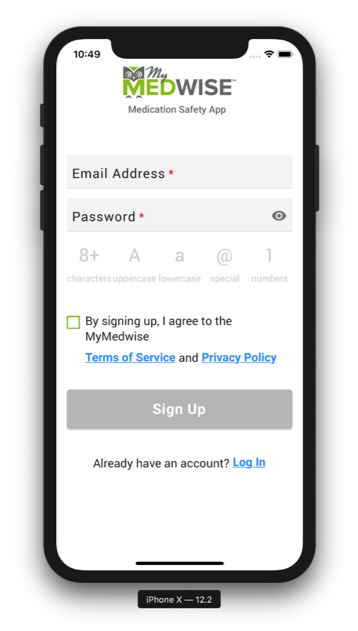 10:49
My
MEDWISE™
Medication Safety App
Email Address *
Password *
8+ A a @ 1
characters uppercase lowercase special numbers
By signing up, I agree to the
MyMedwise
Terms of Service and Privacy Policy
Sign Up
Already have an account? Log In
iPhone X — 12.2